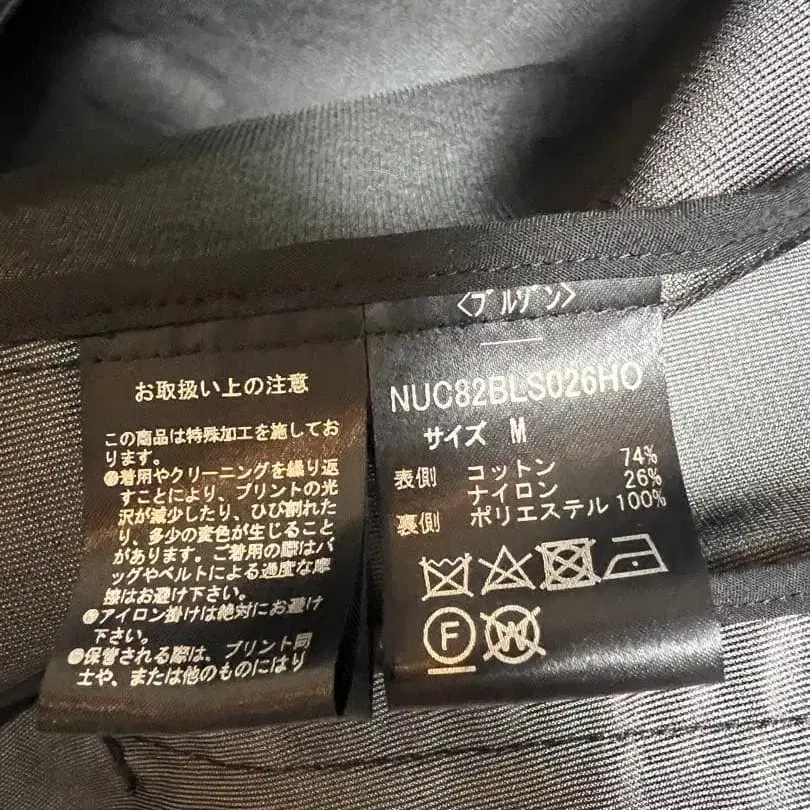 お取扱い上の注意
この商品は特殊加工を施してお
ります。
●着用やクリーニングを繰り返
すことにより、プリントの光
沢が減少したり、ひび割れた
り、多少の変色が生じること
があります。ご着用の際はバ
ッグやベルトによる過度な摩
擦はお避け下さい。
●アイロン掛けは絶対にお避け
下さい。
●保管される際は、プリント同
士や、または他のものにはり
<ブルゾン>
NUC82BLS026HO
サイズ M
表側 コットン 74%
ナイロン 26%
裏側 ポリエステル 100%
F
W